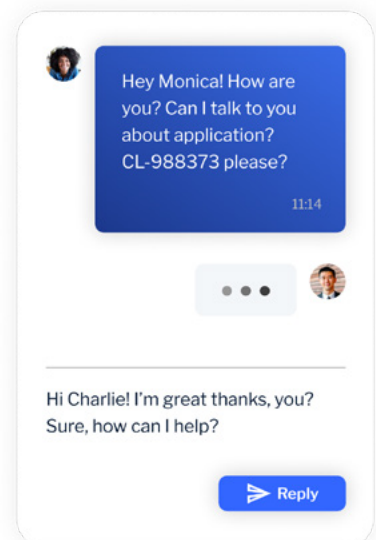 Hey Monica! How are
you? Can I talk to you
about application?
CL-988373 please?
11:14
Hi Charlie! I'm great thanks, you?
Sure, how can I help?
Reply